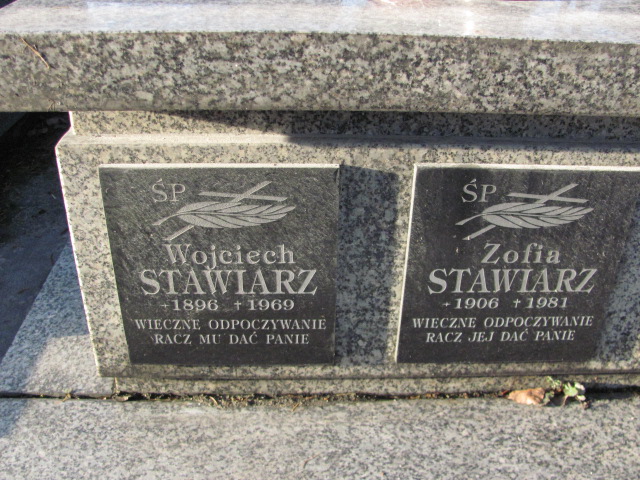 ŚP
Wojciech
STAWIARZ
*1896 †1969
WIECZNE ODPOCZYWANIE
RACZ MU DAĆ PANIE
ŚP
Zofia
STAWIARZ
*1906 †1981
WIECZNE ODPOCZYWANIE
RACZ JEJ DAĆ PANIE